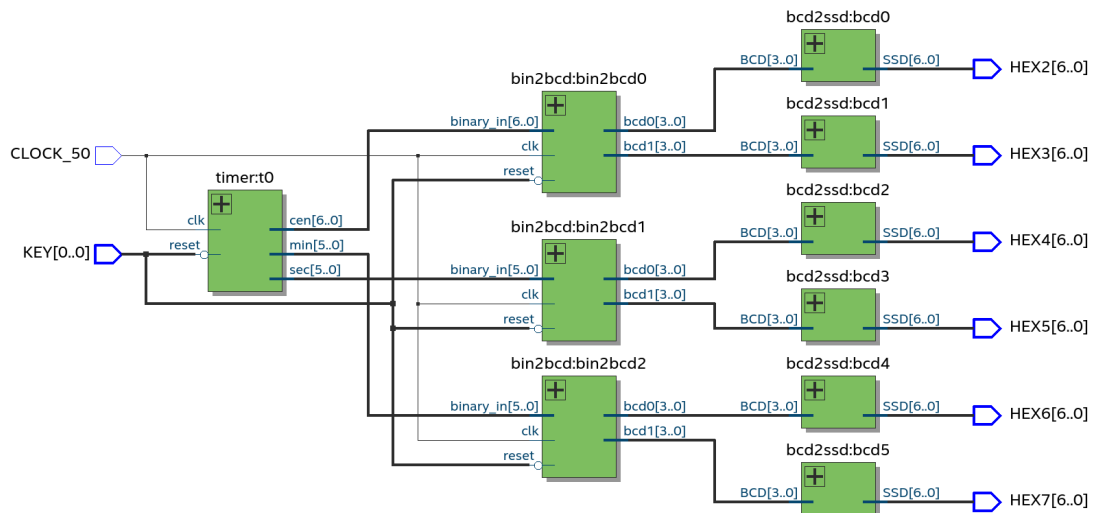 bcd2ssd:bcd0
BCD[3..0] SSD[6..0] HEX2[6..0]
bin2bcd:bin2bcd0
bcd2ssd:bcd1
binary_in[6..0] bcd0[3..0]
CLOCK_50 clk bcd1[3..0] BCD[3..0] SSD[6..0] HEX3[6..0]
reset
timer:t0
bcd2ssd:bcd2
clk cen[6..0]
bin2bcd:bin2bcd1
BCD[3..0] SSD[6..0] HEX4[6..0]
KEY[0..0] reset min[5..0]
sec[5..0] binary_in[5..0] bcd0[3..0]
bcd2ssd:bcd3
clk bcd1[3..0]
reset BCD[3..0] SSD[6..0] HEX5[6..0]
bin2bcd:bin2bcd2
bcd2ssd:bcd4
binary_in[5..0] bcd0[3..0] BCD[3..0] SSD[6..0] HEX6[6..0]
clk bcd1[3..0]
reset
bcd2ssd:bcd5
BCD[3..0] SSD[6..0] HEX7[6..0]